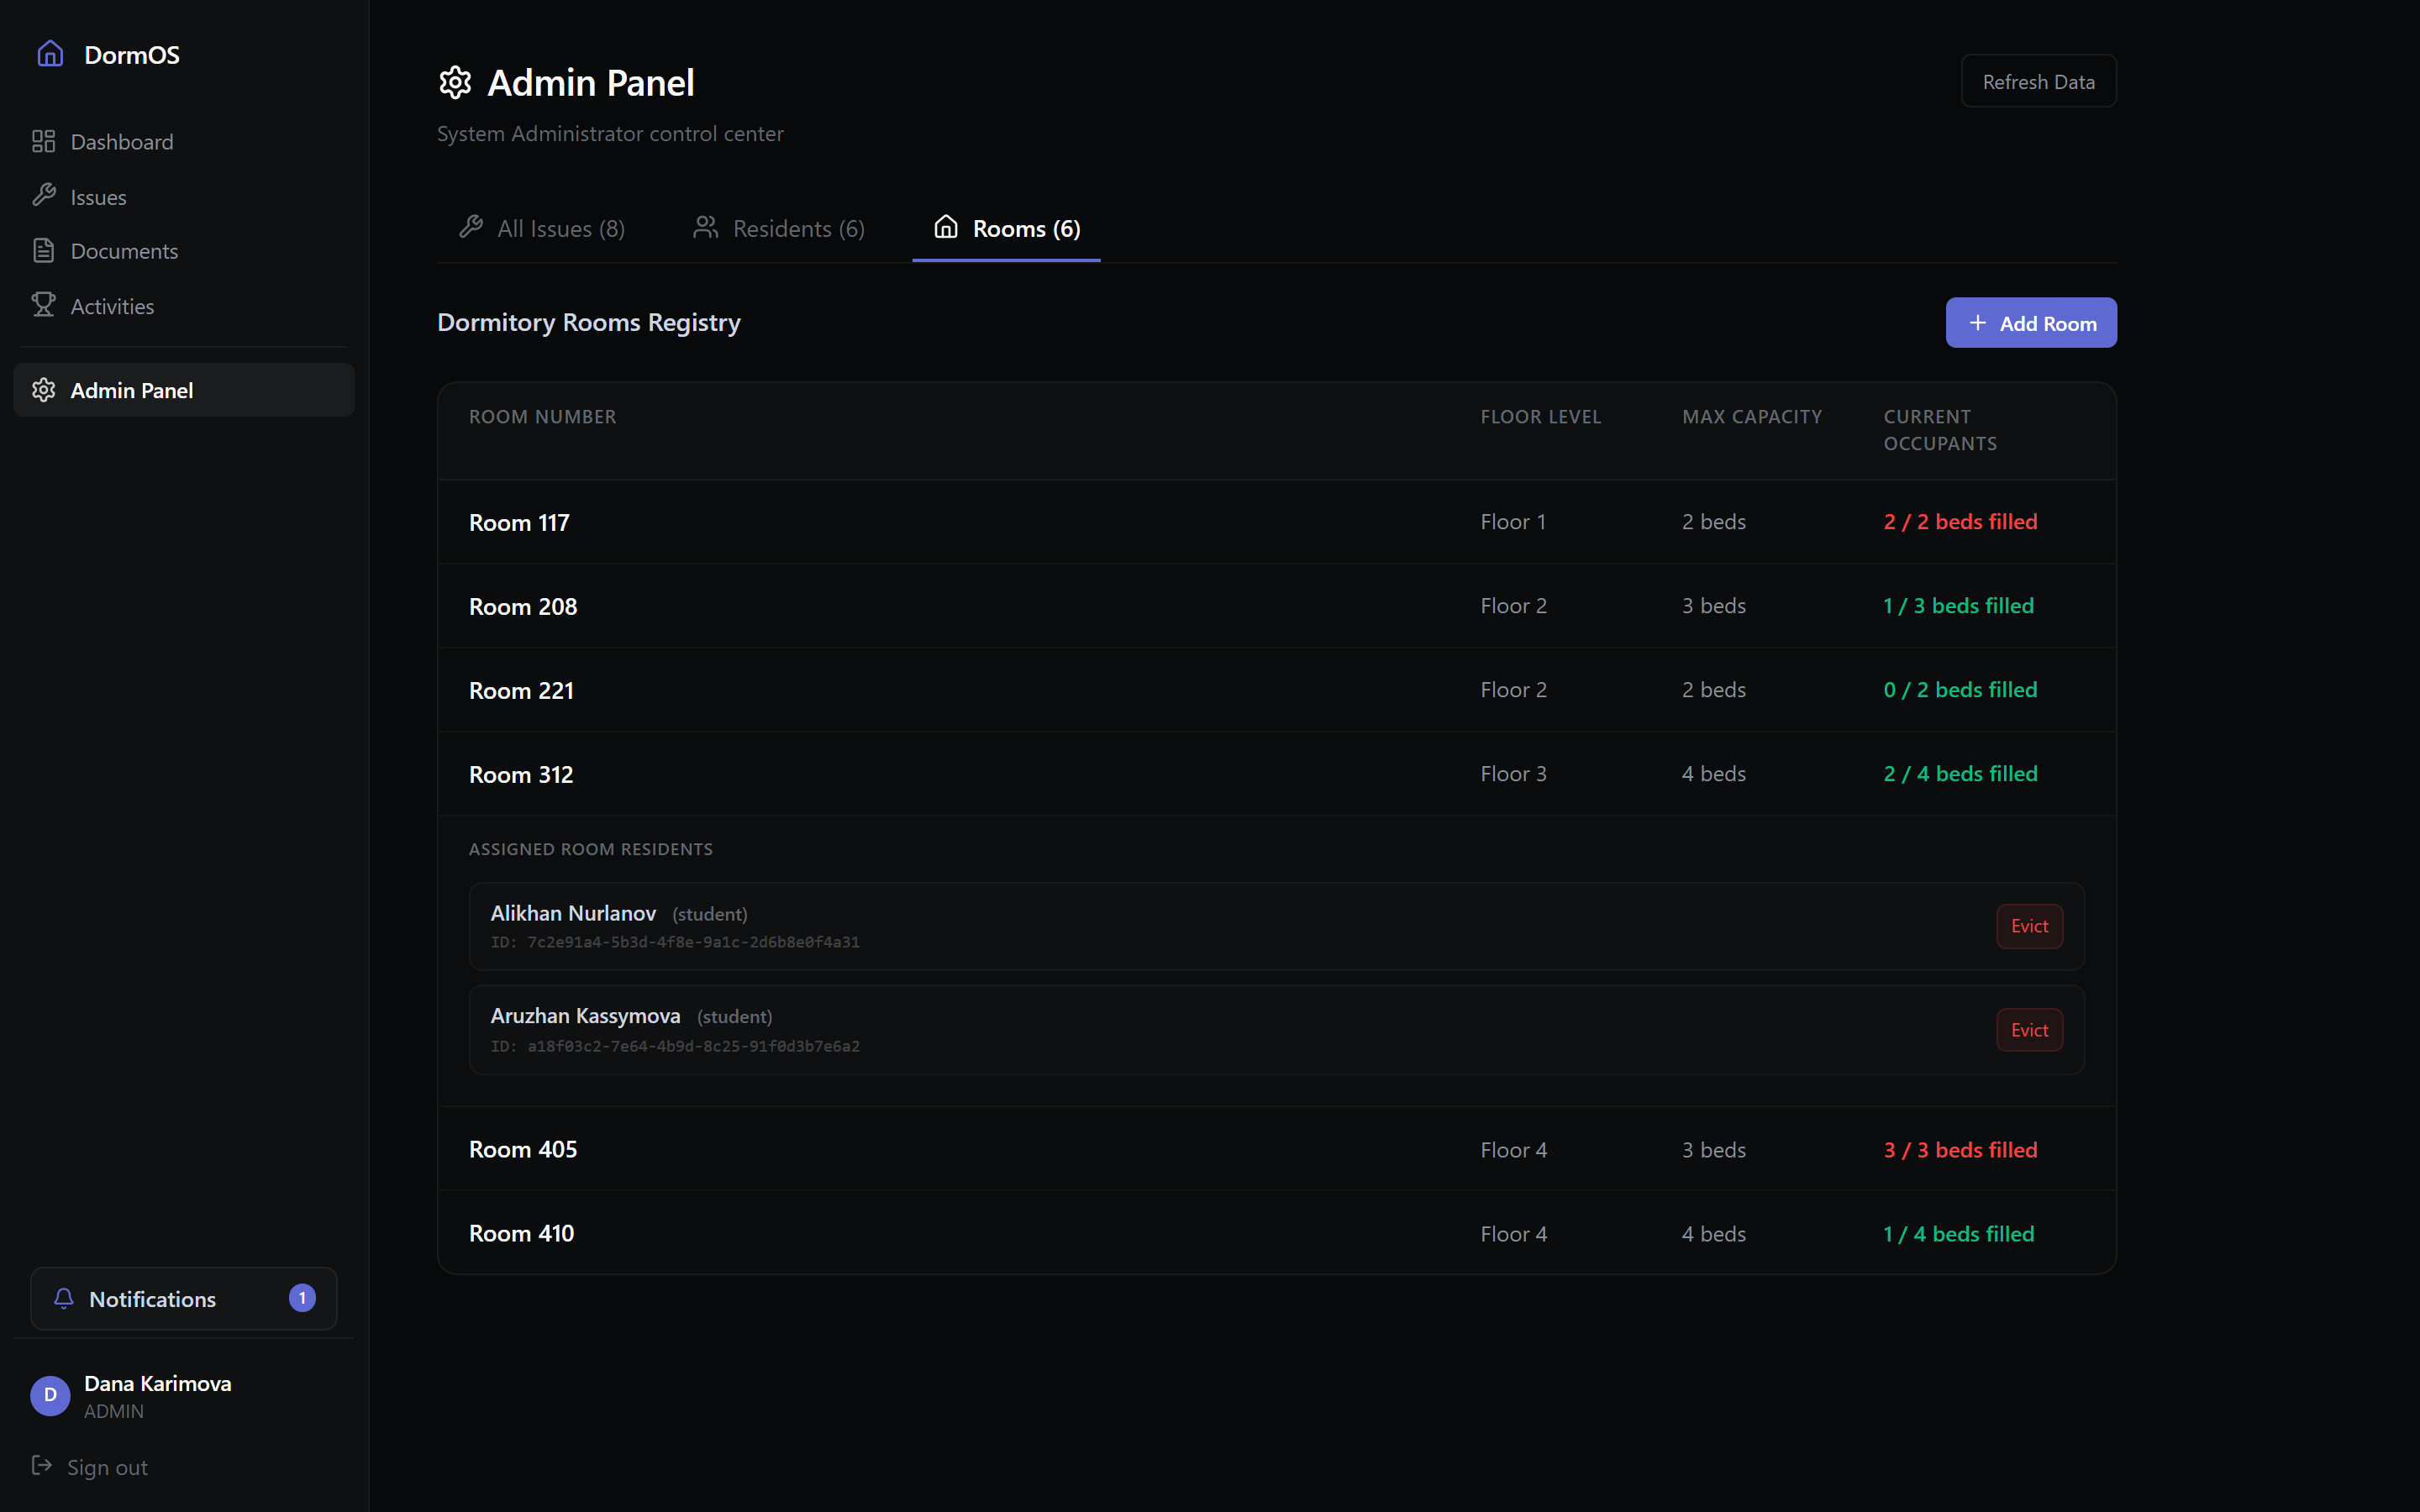 DormOS
Dashboard
Issues
Documents
Activities
Admin Panel
Notifications 1
D
Dana Karimova
ADMIN
Sign out
Admin Panel
System Administrator control center
Refresh Data
All Issues (8) Residents (6) Rooms (6)
Dormitory Rooms Registry
+ Add Room
ROOM NUMBER FLOOR LEVEL MAX CAPACITY CURRENT
OCCUPANTS
Room 117 Floor 1 2 beds 2 / 2 beds filled
Room 208 Floor 2 3 beds 1 / 3 beds filled
Room 221 Floor 2 2 beds 0 / 2 beds filled
Room 312 Floor 3 4 beds 2 / 4 beds filled
ASSIGNED ROOM RESIDENTS
Alikhan Nurlanov (student)
ID: 7c2e91a4-5b3d-4f8e-9a1c-2d6b8e0f4a31
Evict
Aruzhan Kassymova (student)
ID: a18f03c2-7e64-4b9d-8c25-91f0d3b7e6a2
Evict
Room 405 Floor 4 3 beds 3 / 3 beds filled
Room 410 Floor 4 4 beds 1 / 4 beds filled